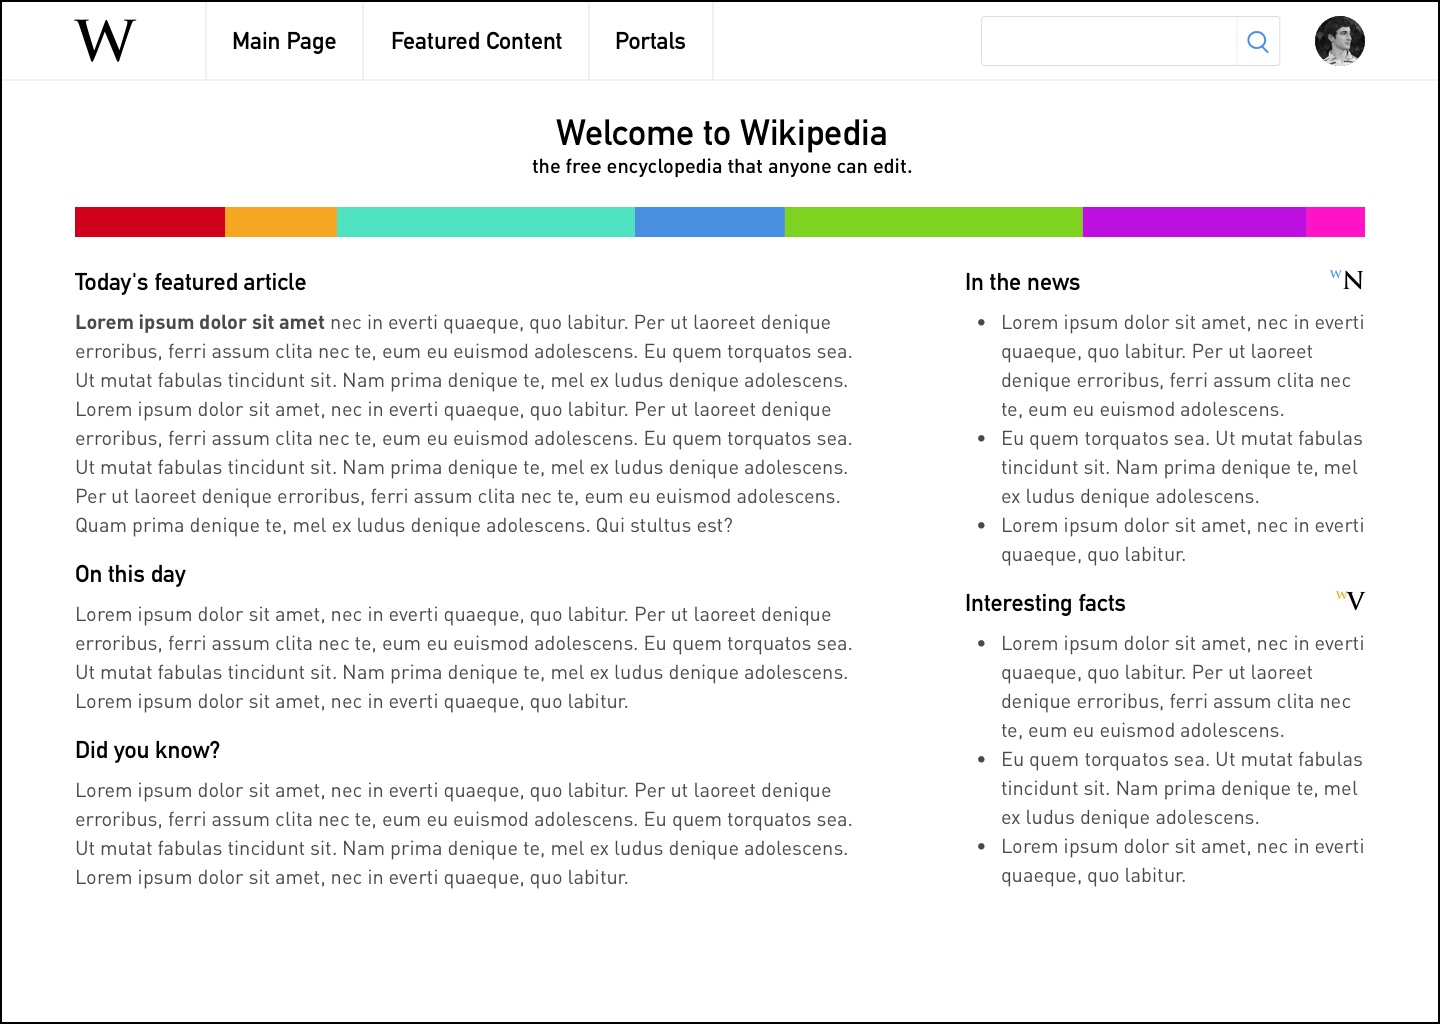 W
Main Page
Featured Content
Portals
Welcome to Wikipedia
the free encyclopedia that anyone can edit.
Today's featured article
Lorem ipsum dolor sit amet nec in everti quaeque, quo labitur. Per ut laoreet denique
erroribus, ferri assum clita nec te, eum eu euismod adolescens. Eu quem torquatos sea.
Ut mutat fabulas tincidunt sit. Nam prima denique te, mel ex ludus denique adolescens.
Lorem ipsum dolor sit amet, nec in everti quaeque, quo labitur. Per ut laoreet denique
erroribus, ferri assum clita nec te, eum eu euismod adolescens. Eu quem torquatos sea.
Ut mutat fabulas tincidunt sit. Nam prima denique te, mel ex ludus denique adolescens.
Per ut laoreet denique erroribus, ferri assum clita nec te, eum eu euismod adolescens.
Quam prima denique te, mel ex ludus denique adolescens. Qui stultus est?
On this day
Lorem ipsum dolor sit amet, nec in everti quaeque, quo labitur. Per ut laoreet denique
erroribus, ferri assum clita nec te, eum eu euismod adolescens. Eu quem torquatos sea.
Ut mutat fabulas tincidunt sit. Nam prima denique te, mel ex ludus denique adolescens.
Lorem ipsum dolor sit amet, nec in everti quaeque, quo labitur.
Did you know?
Lorem ipsum dolor sit amet, nec in everti quaeque, quo labitur. Per ut laoreet denique
erroribus, ferri assum clita nec te, eum eu euismod adolescens. Eu quem torquatos sea.
Ut mutat fabulas tincidunt sit. Nam prima denique te, mel ex ludus denique adolescens.
Lorem ipsum dolor sit amet, nec in everti quaeque, quo labitur.
In the news
W N
• Lorem ipsum dolor sit amet, nec in everti
quaeque, quo labitur. Per ut laoreet
denique erroribus, ferri assum clita nec
te, eum eu euismod adolescens.
• Eu quem torquatos sea. Ut mutat fabulas
tincidunt sit. Nam prima denique te, mel
ex ludus denique adolescens.
• Lorem ipsum dolor sit amet, nec in everti
quaeque, quo labitur.
Interesting facts
W V
• Lorem ipsum dolor sit amet, nec in everti
quaeque, quo labitur. Per ut laoreet
denique erroribus, ferri assum clita nec
te, eum eu euismod adolescens.
• Eu quem torquatos sea. Ut mutat fabulas
tincidunt sit. Nam prima denique te, mel
ex ludus denique adolescens.
• Lorem ipsum dolor sit amet, nec in everti
quaeque, quo labitur.